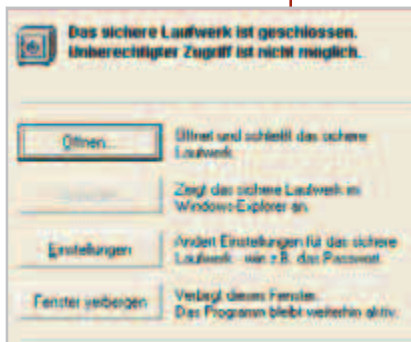 Das sichere Laufwerk ist geschlossen.
Unberechtigter Zugriff ist nicht möglich.
Öffnen...
Öffnet und schließt das sichere
Laufwerk.
Zeigt das sichere Laufwerk im
Windows-Explorer an.
Einstellungen
Ändert Einstellungen für das sichere
Laufwerk wie z.B. das Passwort.
Fenster verbergen
Verbirgt dieses Fenster.
Das Programm bleibt weiterhin aktiv.